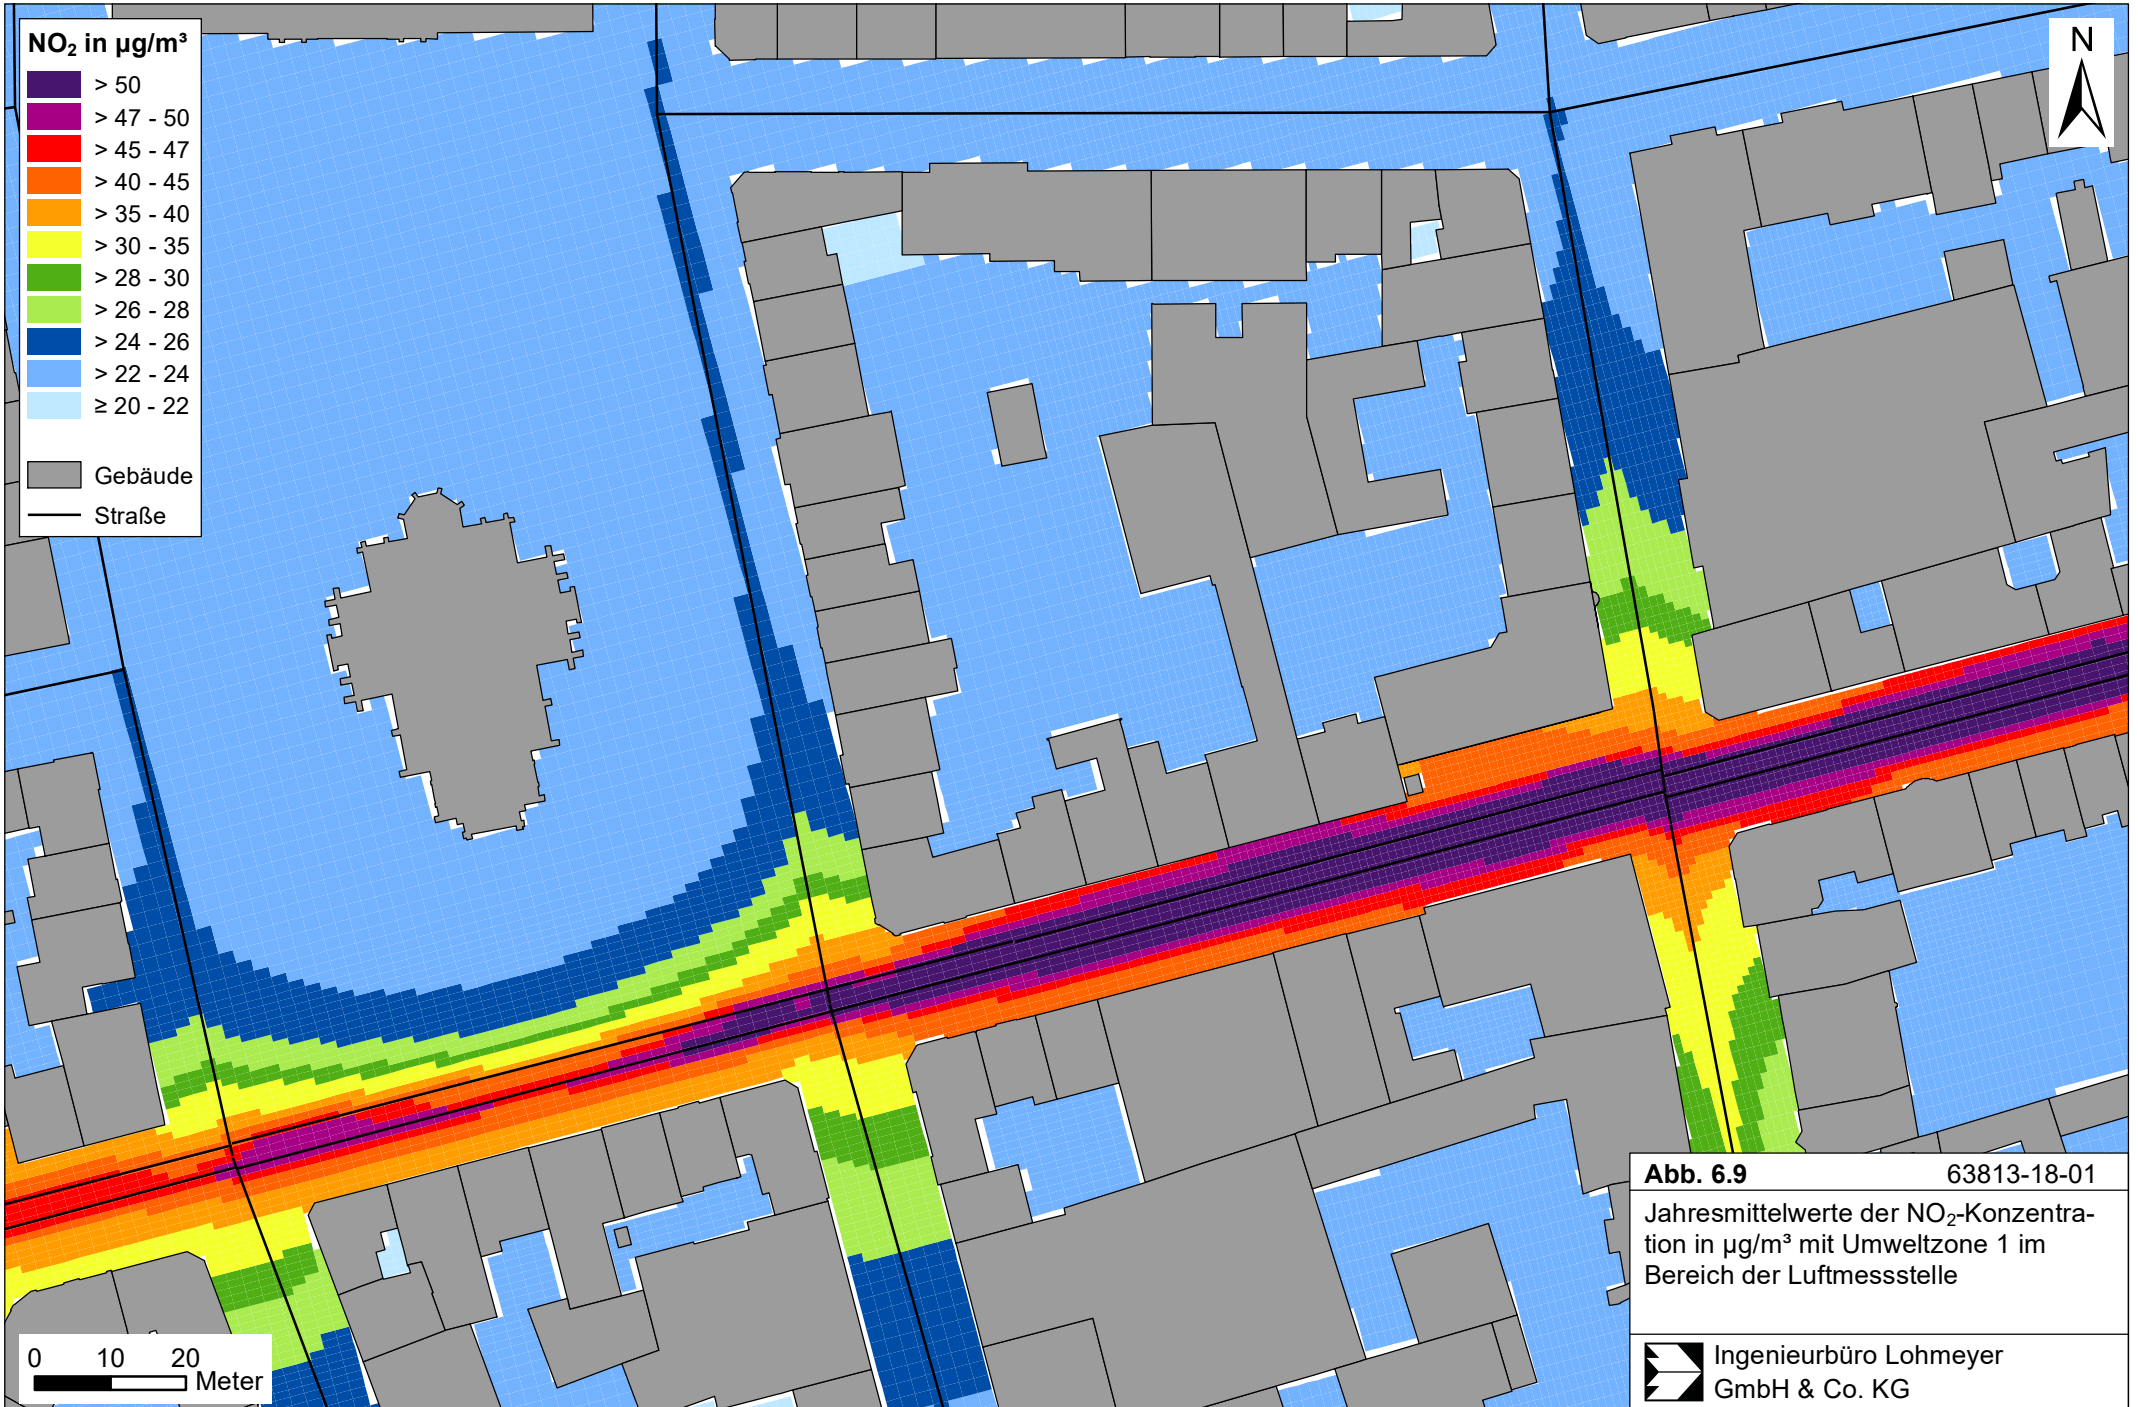 NO₂ in µg/m³
> 50
> 47 - 50
> 45 - 47
> 40 - 45
> 35 - 40
> 30 - 35
> 28 - 30
> 26 - 28
> 24 - 26
> 22 - 24
≥ 20 - 22
Gebäude
Straße
N
0 10 20
Meter
Abb. 6.9 63813-18-01
Jahresmittelwerte der NO₂-Konzentra-
tion in µg/m³ mit Umweltzone 1 im
Bereich der Luftmessstelle
Ingenieurbüro Lohmeyer
GmbH & Co. KG